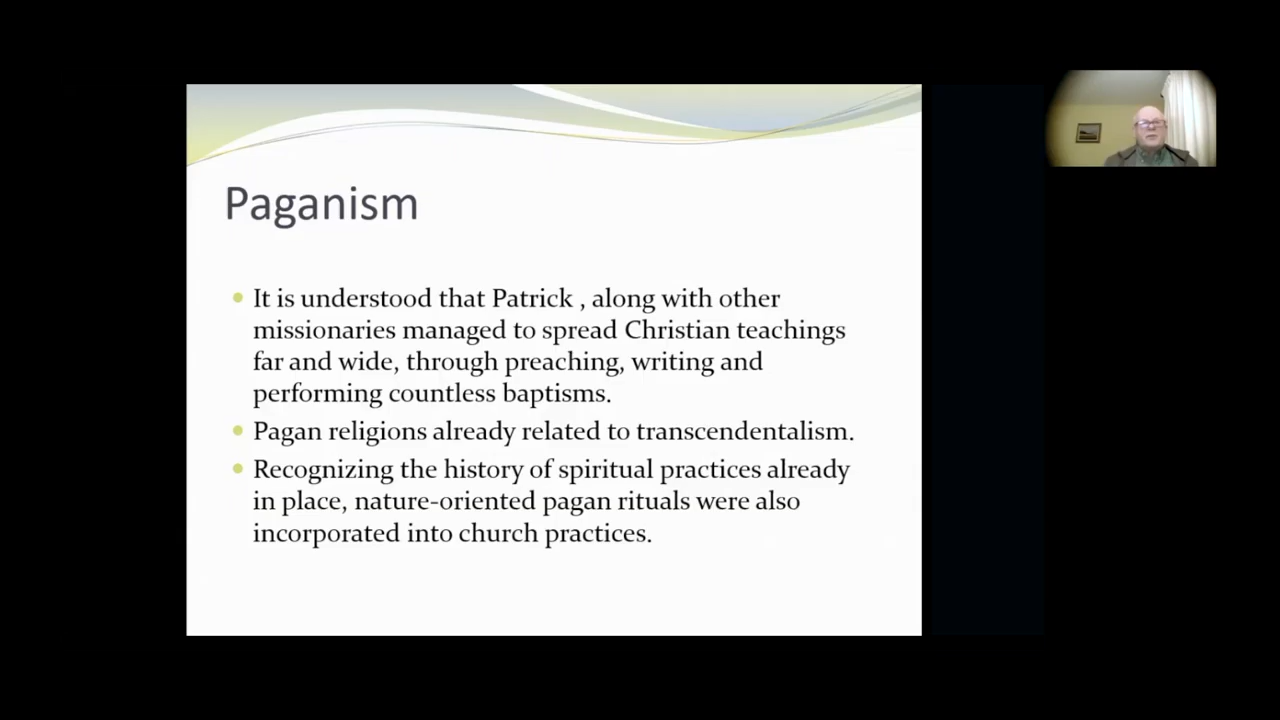 Paganism
It is understood that Patrick , along with other
missionaries managed to spread Christian teachings
far and wide, through preaching, writing and
performing countless baptisms.
Pagan religions already related to transcendentalism.
Recognizing the history of spiritual practices already
in place, nature-oriented pagan rituals were also
incorporated into church practices.